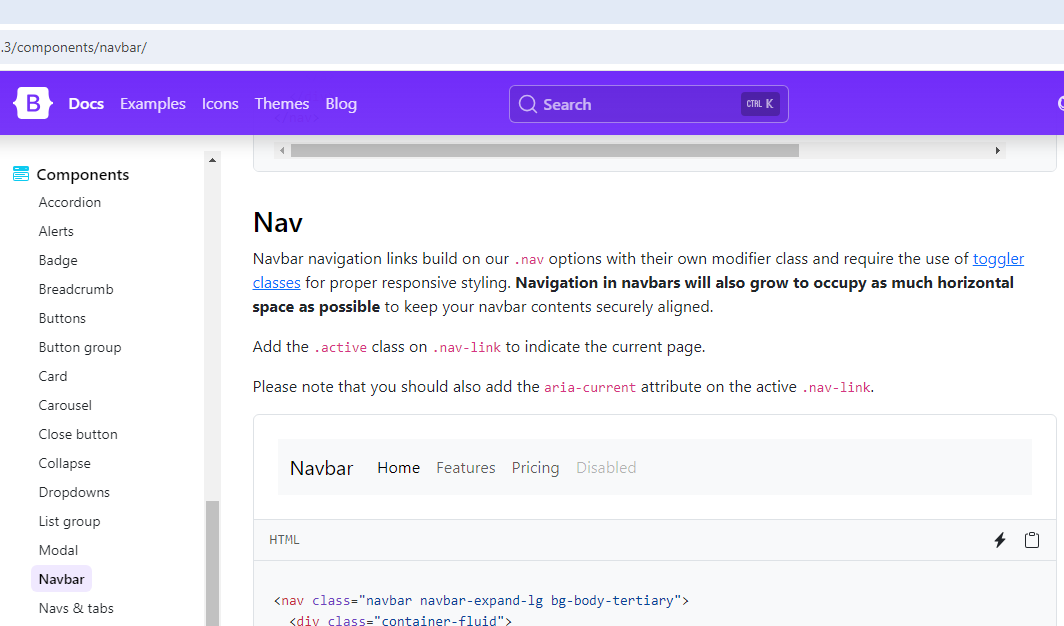 .3/components/navbar/
B Docs Examples Icons Themes Blog Search CTRL K
Components
Accordion
Alerts
Badge
Breadcrumb
Buttons
Button group
Card
Carousel
Close button
Collapse
Dropdowns
List group
Modal
Navbar
Navs & tabs
Nav
Navbar navigation links build on our .nav options with their own modifier class and require the use of toggler
classes for proper responsive styling. Navigation in navbars will also grow to occupy as much horizontal
space as possible to keep your navbar contents securely aligned.
Add the .active class on .nav-link to indicate the current page.
Please note that you should also add the aria-current attribute on the active .nav-link.
Navbar Home Features Pricing Disabled
HTML
<nav class="navbar navbar-expand-lg bg-body-tertiary">
<div class="container-fluid">